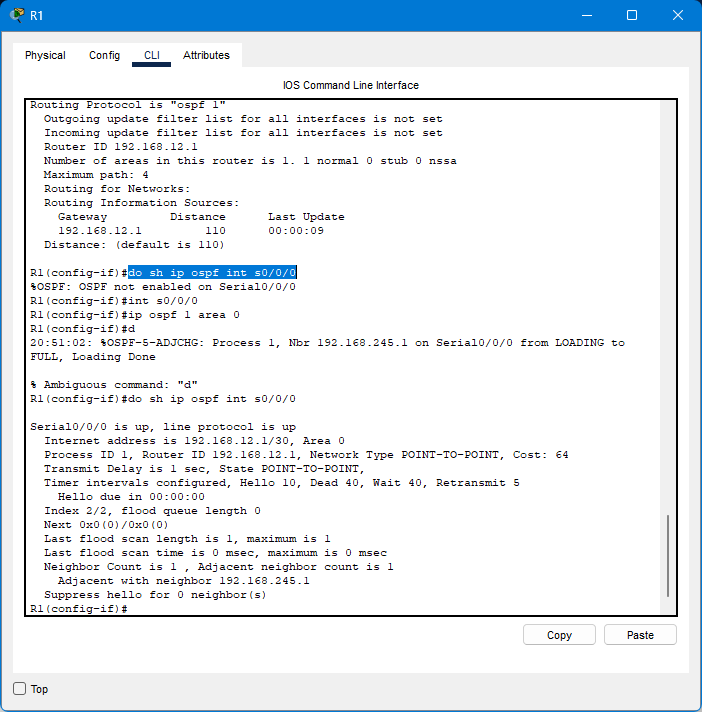 R1
Physical Config CLI Attributes
IOS Command Line Interface
Routing Protocol is "ospf 1"
Outgoing update filter list for all interfaces is not set
Incoming update filter list for all interfaces is not set
Router ID 192.168.12.1
Number of areas in this router is 1. 1 normal 0 stub 0 nssa
Maximum path: 4
Routing for Networks:
Routing Information Sources:
Gateway Distance Last Update
192.168.12.1 110 00:00:09
Distance: (default is 110)
R1(config-if)#do sh ip ospf int s0/0/0
%OSPF: OSPF not enabled on Serial0/0/0
R1(config-if)#int s0/0/0
R1(config-if)#ip ospf 1 area 0
R1(config-if)#d
20:51:02: %OSPF-5-ADJCHG: Process 1, Nbr 192.168.245.1 on Serial0/0/0 from LOADING to
FULL, Loading Done
% Ambiguous command: "d"
R1(config-if)#do sh ip ospf int s0/0/0
Serial0/0/0 is up, line protocol is up
Internet address is 192.168.12.1/30, Area 0
Process ID 1, Router ID 192.168.12.1, Network Type POINT-TO-POINT, Cost: 64
Transmit Delay is 1 sec, State POINT-TO-POINT,
Timer intervals configured, Hello 10, Dead 40, Wait 40, Retransmit 5
Hello due in 00:00:00
Index 2/2, flood queue length 0
Next 0x0(0)/0x0(0)
Last flood scan length is 1, maximum is 1
Last flood scan time is 0 msec, maximum is 0 msec
Neighbor Count is 1 , Adjacent neighbor count is 1
Adjacent with neighbor 192.168.245.1
Suppress hello for 0 neighbor(s)
R1(config-if)#
Copy Paste
Top